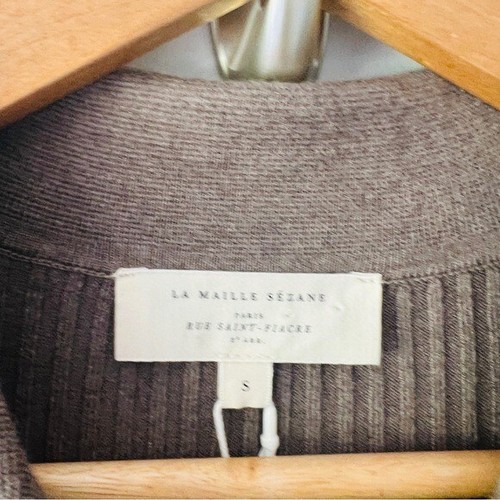 LA MAILLE SÉZANE
PARIS
RUE SAINT-FIACRE
2e ARR.
S